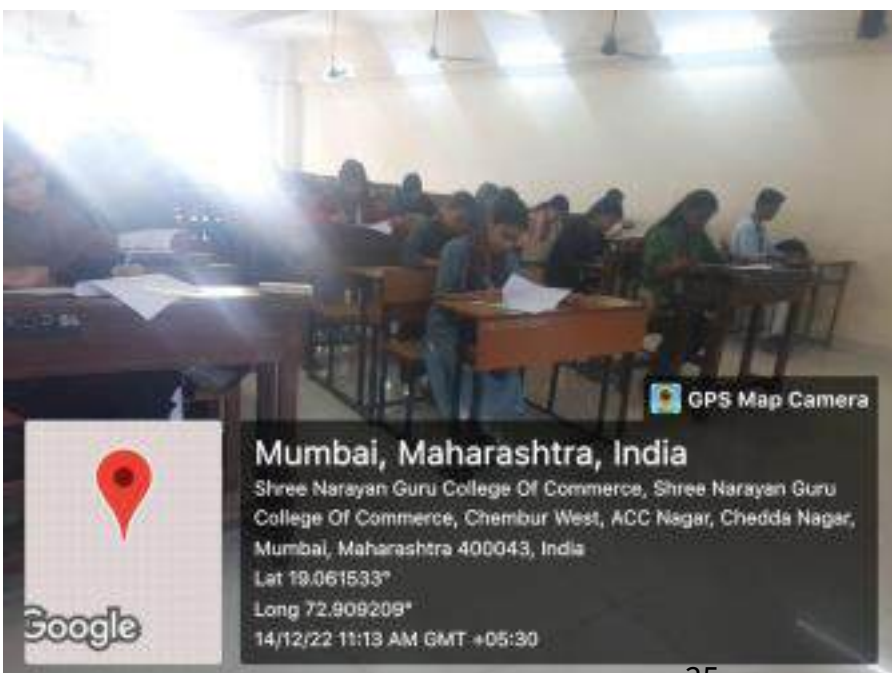 GPS Map Camera
Mumbai, Maharashtra, India
Shree Narayan Guru College Of Commerce, Shree Narayan Guru
College Of Commerce, Chembur West, ACC Nagar, Chedda Nagar,
Mumbai, Maharashtra 400043, India
Lat 19.061533°
Long 72.909209°
14/12/22 11:13 AM GMT +05:30
Google